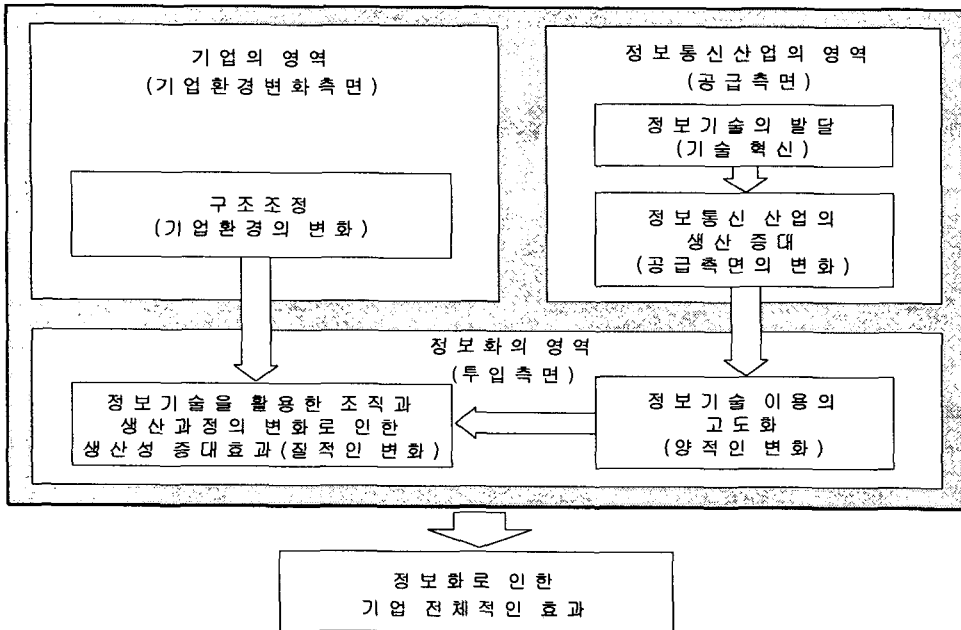 기업의 영역
(기업환경변화측면)
구조조정
(기업환경의 변화)
정보통신산업의 영역
(공급측면)
정보기술의 발달
(기술 혁신)
정보통신 산업의
생산 증대
(공급측면의 변화)
정보화의 영역
(투입측면)
정보기술을 활용한 조직과
생산과정의 변화로 인한
생산성 증대효과(질적인 변화)
정보기술 이용의
고도화
(양적인 변화)
정보화로 인한
기업 전체적인 효과